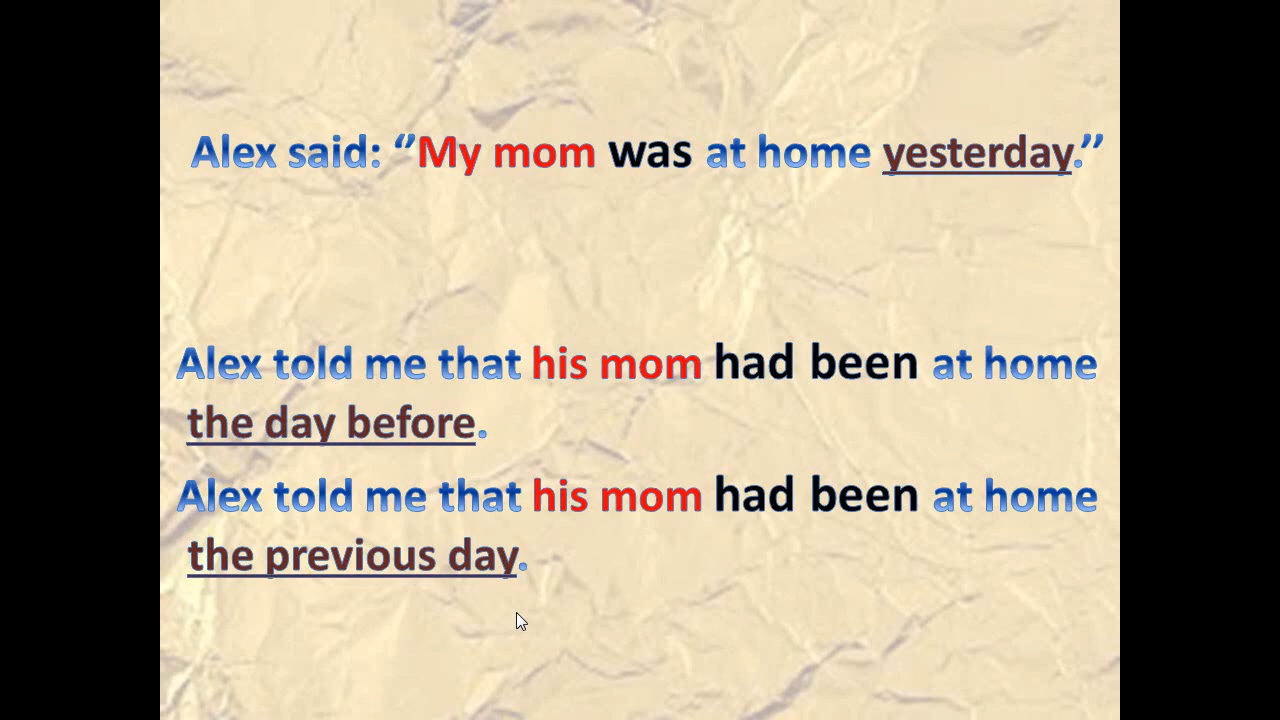 Alex said: “My mom was at home yesterday.”
Alex told me that his mom had been at home
the day before.
Alex told me that his mom had been at home
the previous day.